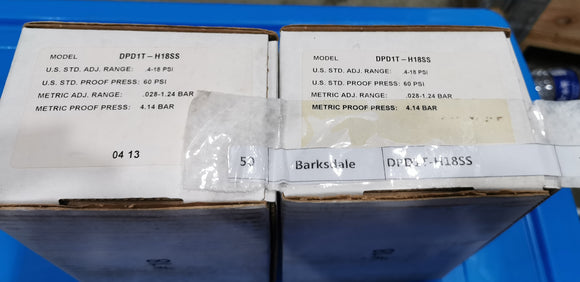 MODEL DPD1T-H18SS
U.S. STD. ADJ. RANGE: .4-18 PSI
U.S. STD. PROOF PRESS: 60 PSI
METRIC ADJ. RANGE: .028-1.24 BAR
METRIC PROOF PRESS: 4.14 BAR
04 13
MODEL DPD1T-H18SS
U.S. STD. ADJ. RANGE: .4-18 PSI
U.S. STD. PROOF PRESS: 60 PSI
METRIC ADJ. RANGE: .028-1.24 BAR
METRIC PROOF PRESS: 4.14 BAR
50 Barksdale DPD1T-H18SS